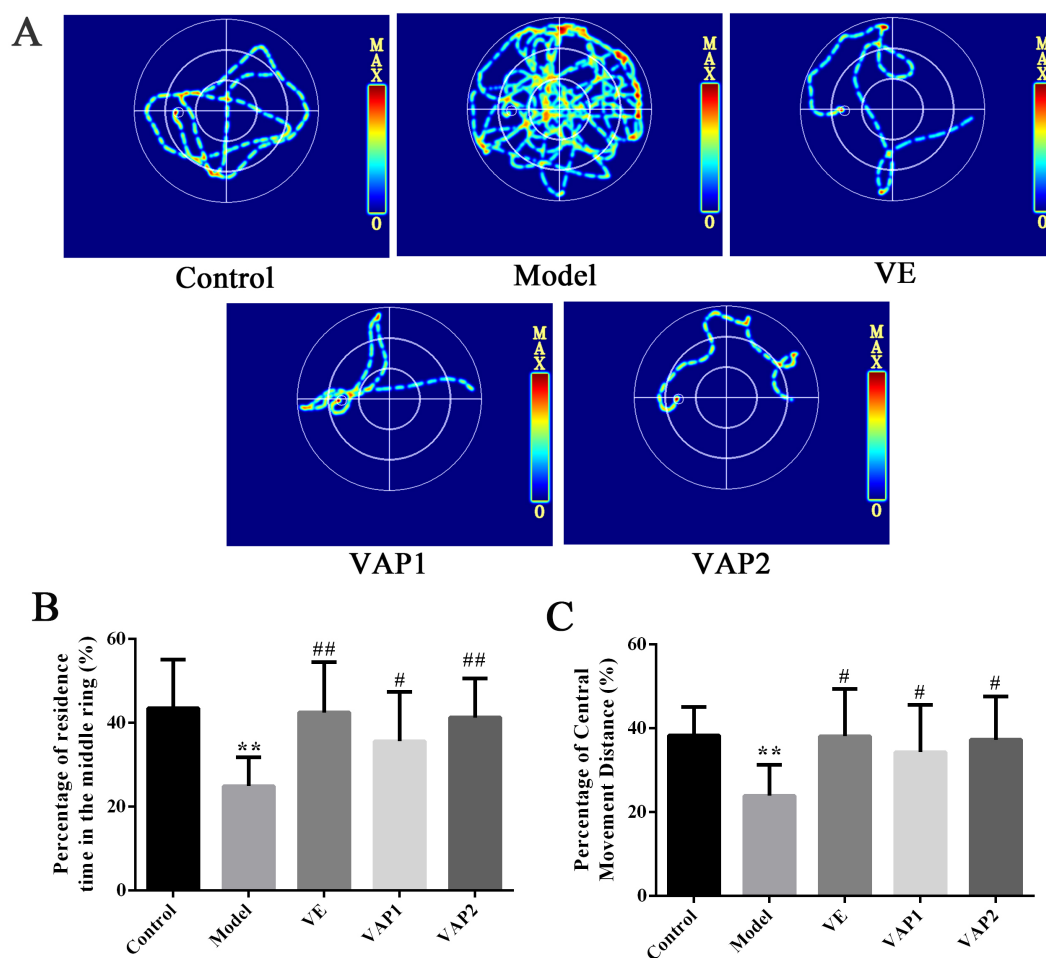 A
MAX
0
Control
MAX
0
Model
MAX
0
VE
MAX
0
VAP1
MAX
0
VAP2
B
Percentage of residence
time in the middle ring (%)
60
40
20
0
**
##
#
##
Control
Model
VE
VAP1
VAP2
C
Percentage of Central
Movement Distance (%)
60
40
20
0
**
#
#
#
Control
Model
VE
VAP1
VAP2